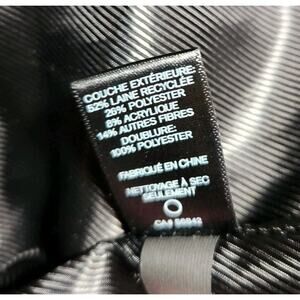 COUCHE EXTÉRIEURE:
52% LAINE RECYCLÉE
26% POLYESTER
8% ACRYLIQUE
14% AUTRES FIBRES
DOUBLURE:
100% POLYESTER
FABRIQUÉ EN CHINE
NETTOYAGE À SEC
SEULEMENT
CA#